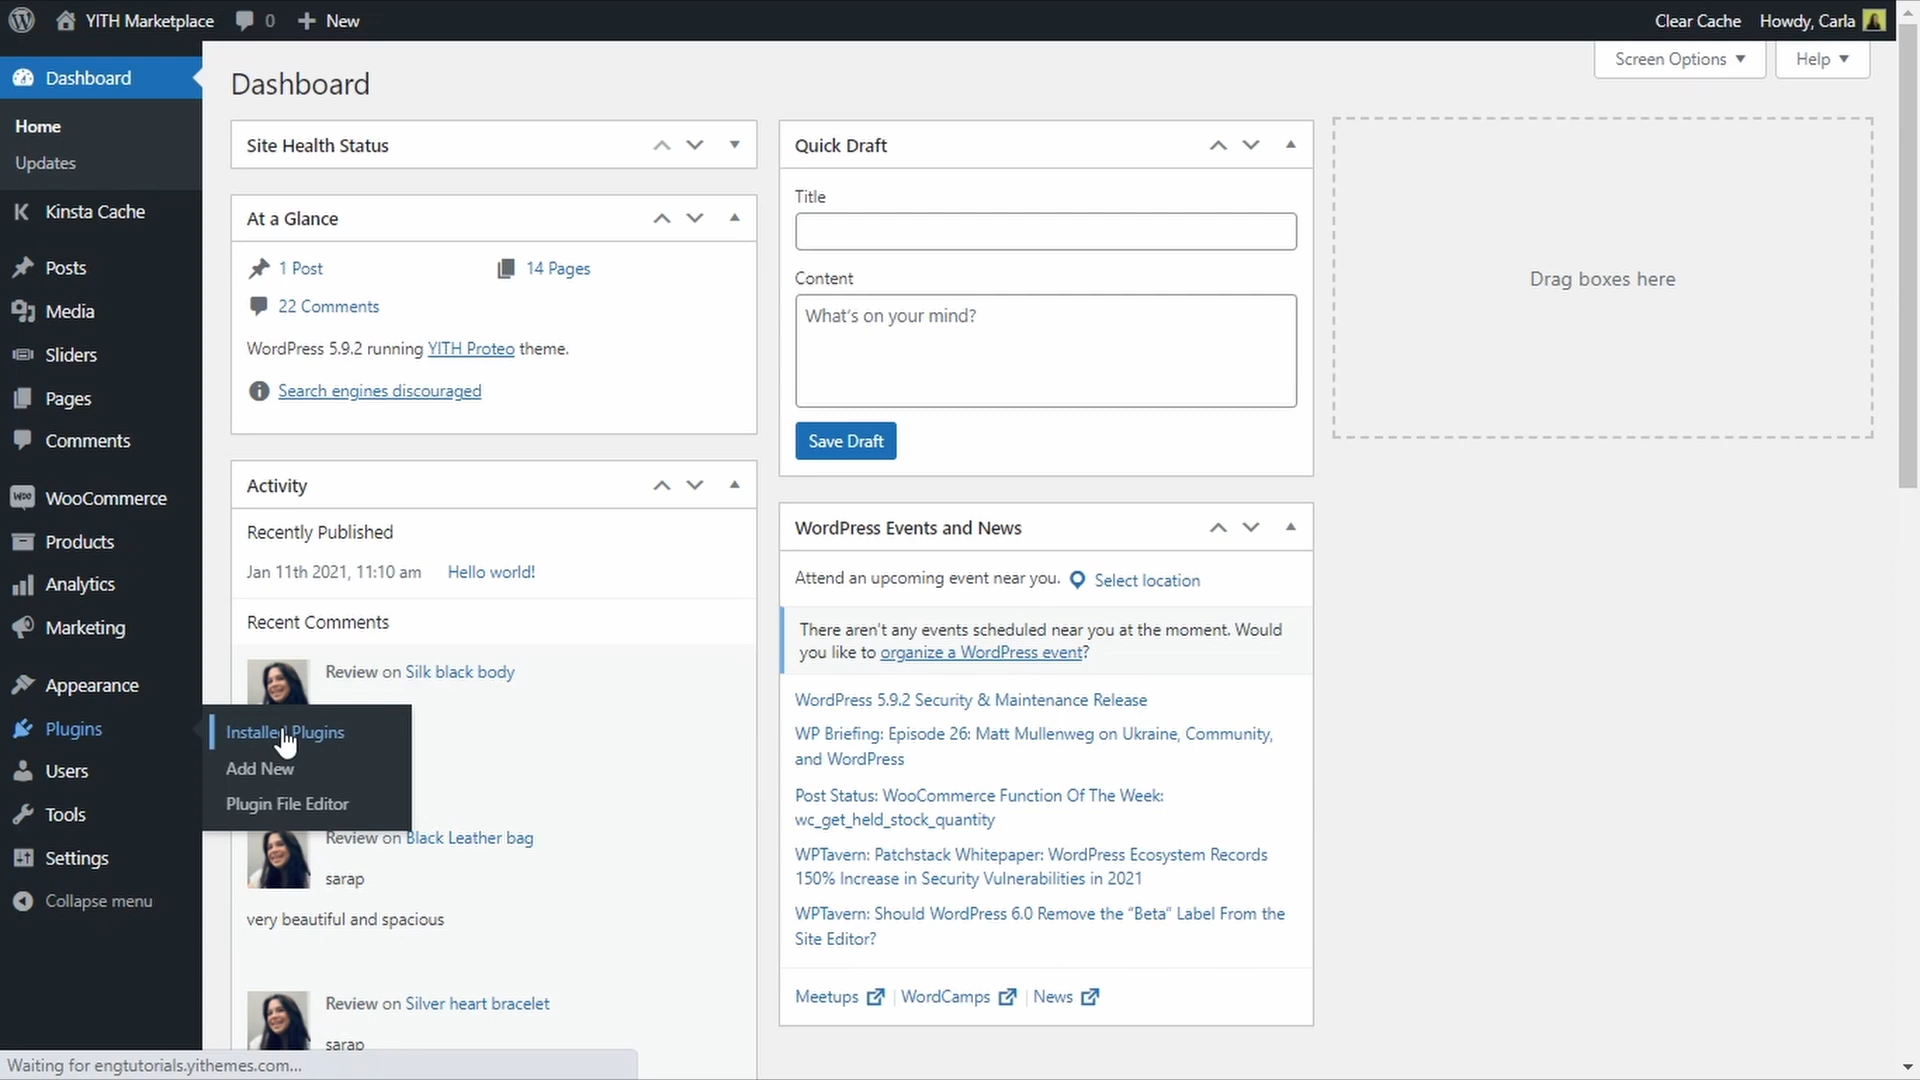 YITH Marketplace 0 New Clear Cache Howdy, Carla
Screen Options Help
Dashboard
Home
Updates
Kinsta Cache
Posts
Media
Sliders
Pages
Comments
WooCommerce
Products
Analytics
Marketing
Appearance
Plugins
Users
Tools
Settings
Collapse menu
Installed Plugins
Add New
Plugin File Editor
Dashboard
Site Health Status
At a Glance
1 Post 14 Pages
22 Comments
WordPress 5.9.2 running YITH Proteo theme.
Search engines discouraged
Activity
Recently Published
Jan 11th 2021, 11:10 am Hello world!
Recent Comments
Review on Silk black body
Review on Black Leather bag
sarap
very beautiful and spacious
Review on Silver heart bracelet
sarap
Quick Draft
Title
Content
What's on your mind?
Save Draft
WordPress Events and News
Attend an upcoming event near you. Select location
There aren't any events scheduled near you at the moment. Would
you like to organize a WordPress event?
WordPress 5.9.2 Security & Maintenance Release
WP Briefing: Episode 26: Matt Mullenweg on Ukraine, Community,
and WordPress
Post Status: WooCommerce Function Of The Week:
wc_get_held_stock_quantity
WPTavern: Patchstack Whitepaper: WordPress Ecosystem Records
150% Increase in Security Vulnerabilities in 2021
WPTavern: Should WordPress 6.0 Remove the “Beta” Label From the
Site Editor?
Meetups | WordCamps | News
Drag boxes here
Waiting for engtutorials.yithemes.com...